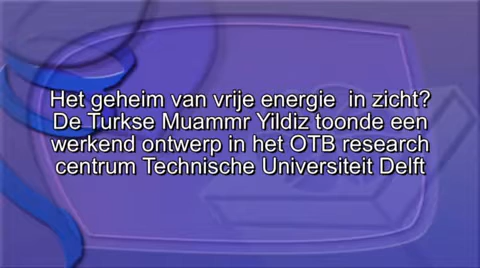 Het geheim van vrije energie in zicht?
De Turkse Muammr Yildiz toonde een
werkend ontwerp in het OTB research
centrum Technische Universiteit Delft